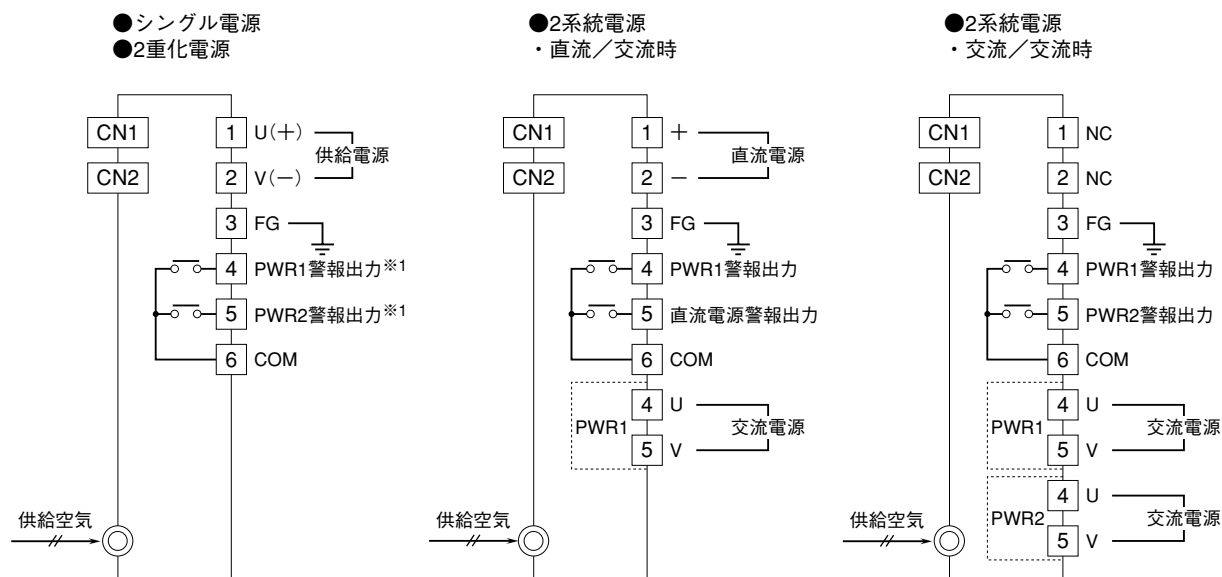 ●シングル電源
●2重化電源
CN1
CN2
1 U(+)
供給電源
2 V(−)
3 FG
4 PWR1警報出力※1
5 PWR2警報出力※1
6 COM
供給空気
●2系統電源
・直流／交流時
CN1
CN2
1 +
直流電源
2 −
3 FG
4 PWR1警報出力
5 直流電源警報出力
6 COM
PWR1
4 U
交流電源
5 V
供給空気
●2系統電源
・交流／交流時
CN1
CN2
1 NC
2 NC
3 FG
4 PWR1警報出力
5 PWR2警報出力
6 COM
PWR1
4 U
交流電源
5 V
PWR2
4 U
交流電源
5 V
供給空気